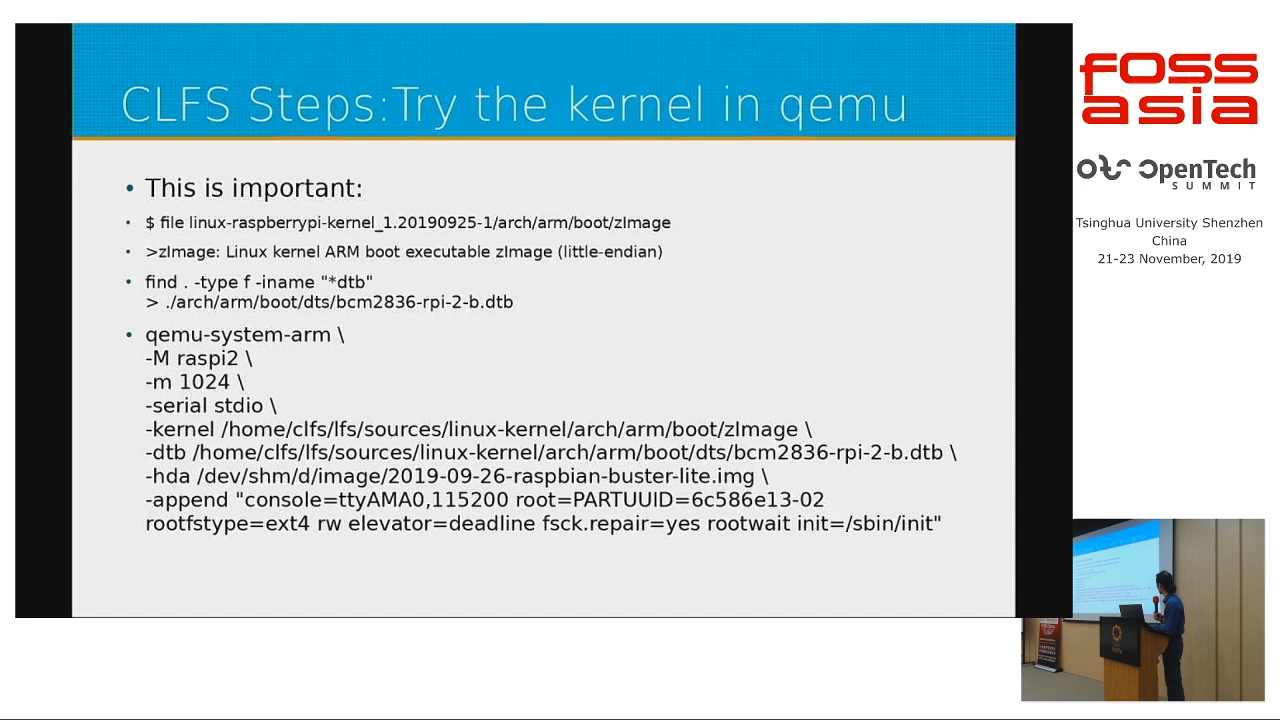 CLFS Steps:Try the kernel in qemu
• This is important:
• $ file linux-raspberrypi-kernel_1.20190925-1/arch/arm/boot/zImage
• >zImage: Linux kernel ARM boot executable zImage (little-endian)
• find . -type f -iname "*dtb"
> ./arch/arm/boot/dts/bcm2836-rpi-2-b.dtb
• qemu-system-arm \
-M raspi2 \
-m 1024 \
-serial stdio \
-kernel /home/clfs/lfs/sources/linux-kernel/arch/arm/boot/zImage \
-dtb /home/clfs/lfs/sources/linux-kernel/arch/arm/boot/dts/bcm2836-rpi-2-b.dtb \
-hda /dev/shm/d/image/2019-09-26-raspbian-buster-lite.img \
-append "console=ttyAMA0,115200 root=PARTUUID=6c586e13-02
rootfstype=ext4 rw elevator=deadline fsck.repair=yes rootwait init=/sbin/init"
foss
asia
otr OpenTech
SUMMIT
Tsinghua University Shenzhen
China
21-23 November, 2019